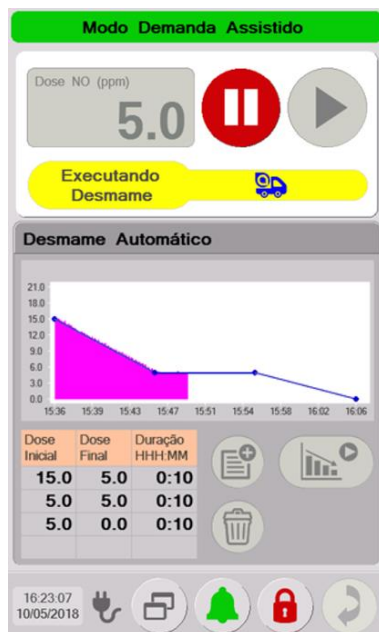 Modo Demanda Assistido
Dose NO (ppm)
5.0
Executando
Desmame
Desmame Automático
21.0
18.0
15.0
12.0
9.0
6.0
3.0
0.0
15:36 15:39 15:43 15:47 15:51 15:54 15:58 16:02 16:06
Dose Inicial Dose Final Duração HHH:MM
15.0 5.0 0:10
5.0 5.0 0:10
5.0 0.0 0:10
16:23:07
10/05/2018